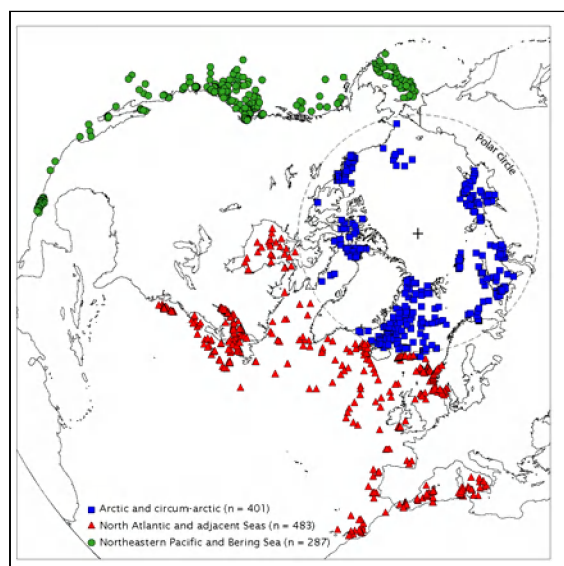 Polar Circle
Arctic and circum-arctic (n = 401)
North Atlantic and adjacent Seas (n = 483)
Northeastern Pacific and Bering Sea (n = 287)